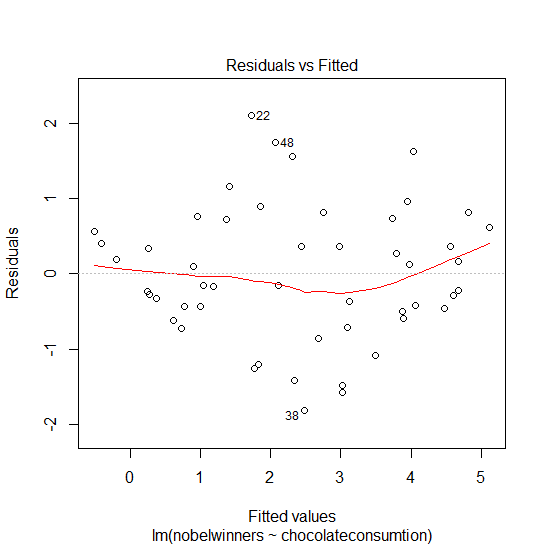 Residuals vs Fitted
Residuals
2
1
0
-1
-2
22
48
38
0 1 2 3 4 5
Fitted values
lm(nobelwinners ~ chocolateconsumtion)